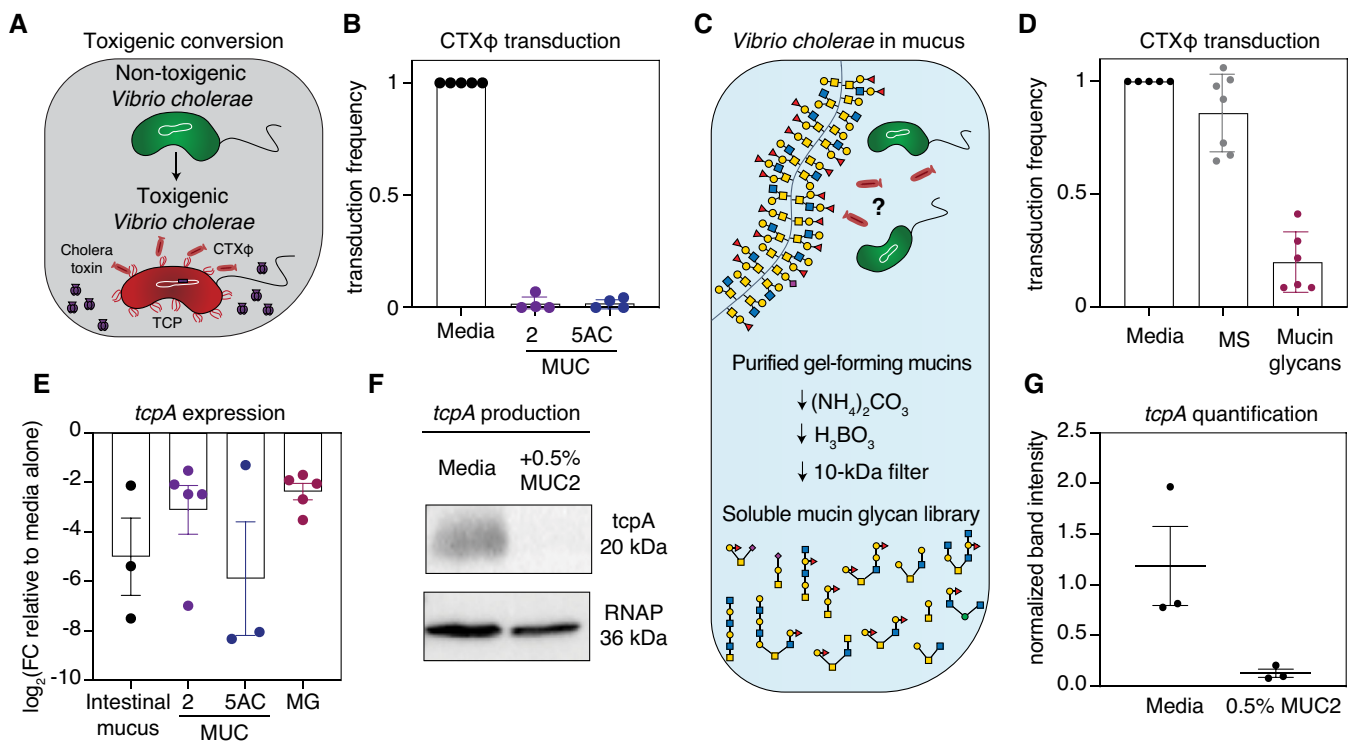 A
Toxigenic conversion
Non-toxigenic
Vibrio cholerae
Toxigenic
Vibrio cholerae
Cholera
toxin
CTXϕ
TCP
B
CTXϕ transduction
transduction frequency
1
0.5
0
Media
2
5AC
MUC
C
Vibrio cholerae in mucus
?
Purified gel-forming mucins
(NH₄)₂CO₃
H₃BO₃
10-kDa filter
Soluble mucin glycan library
D
CTXϕ transduction
transduction frequency
1
0.5
0
Media
MS
Mucin
glycans
E
tcpA expression
log₂(FC relative to media alone)
0
-2
-4
-6
-8
-10
Intestinal
mucus
2
5AC
MUC
MG
F
tcpA production
Media
+0.5%
MUC2
tcpA
20 kDa
RNAP
36 kDa
G
tcpA quantification
normalized band intensity
2.5
2.0
1.5
1.0
0.5
0.0
Media
0.5% MUC2